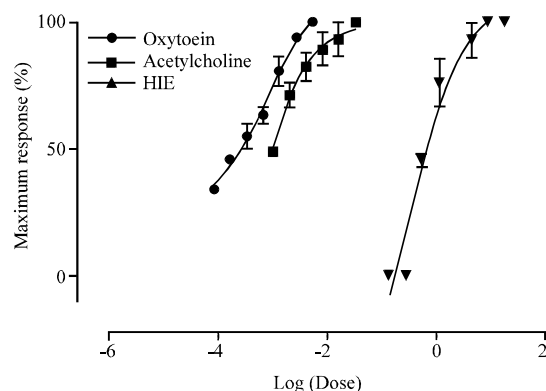 100
50
0
Maximum response (%)
Oxytoein
Acetylcholine
HIE
-6 -4 -2 0 2
Log (Dose)